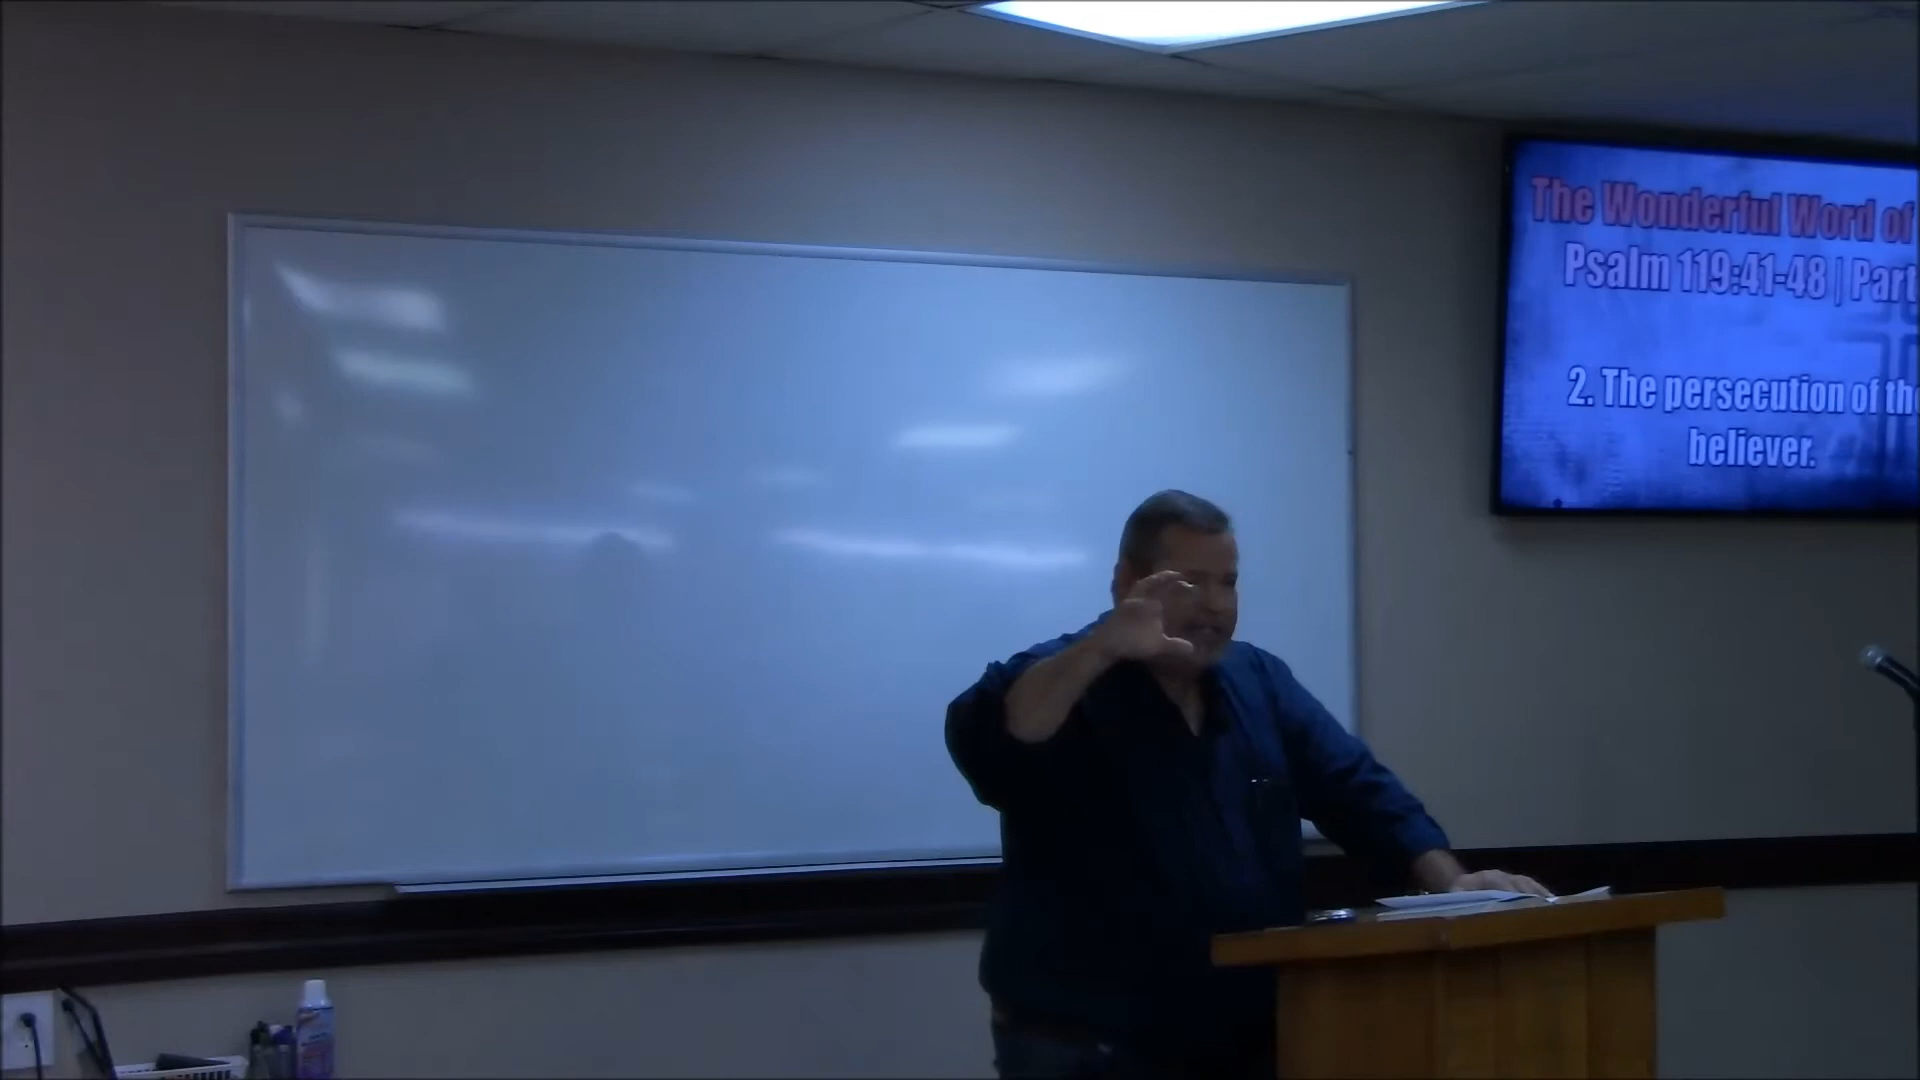 The Wonderful Word of
Psalm 119:41-48 | Part
2. The persecution of the
believer.